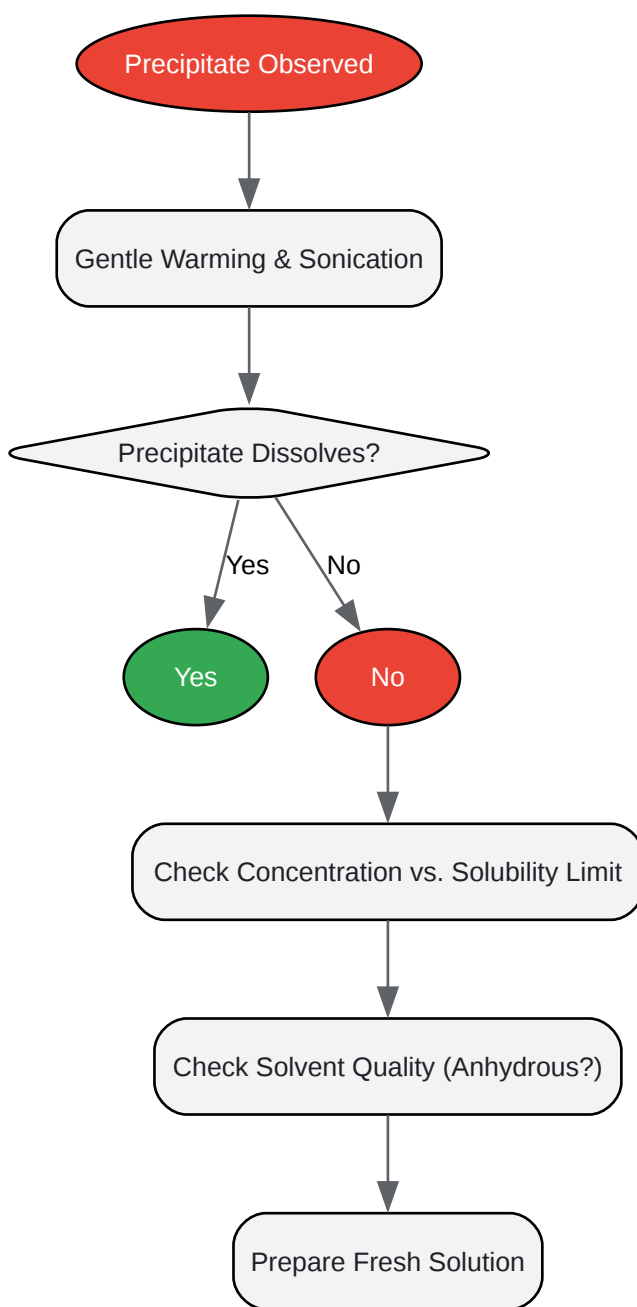 Precipitate Observed
Gentle Warming & Sonication
Precipitate Dissolves?
Yes
No
Yes
No
Check Concentration vs. Solubility Limit
Check Solvent Quality (Anhydrous?)
Prepare Fresh Solution